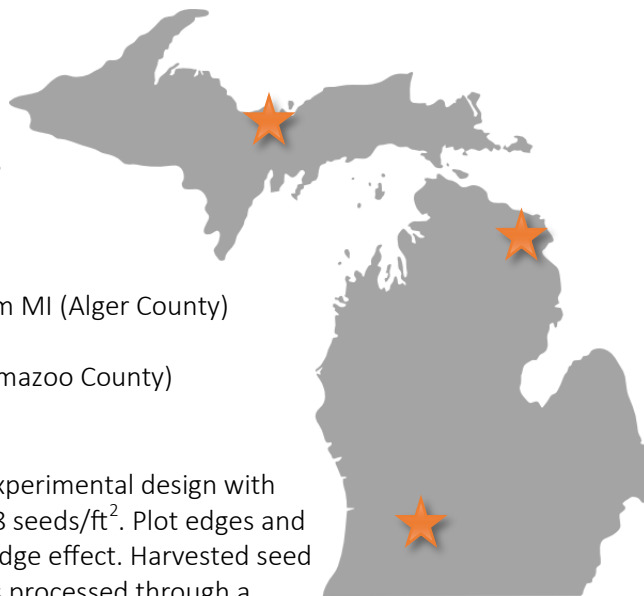 m MI (Alger County)
mazoo County)
xperimental design with
8 seeds/ft². Plot edges and
dge effect. Harvested seed
s processed through a